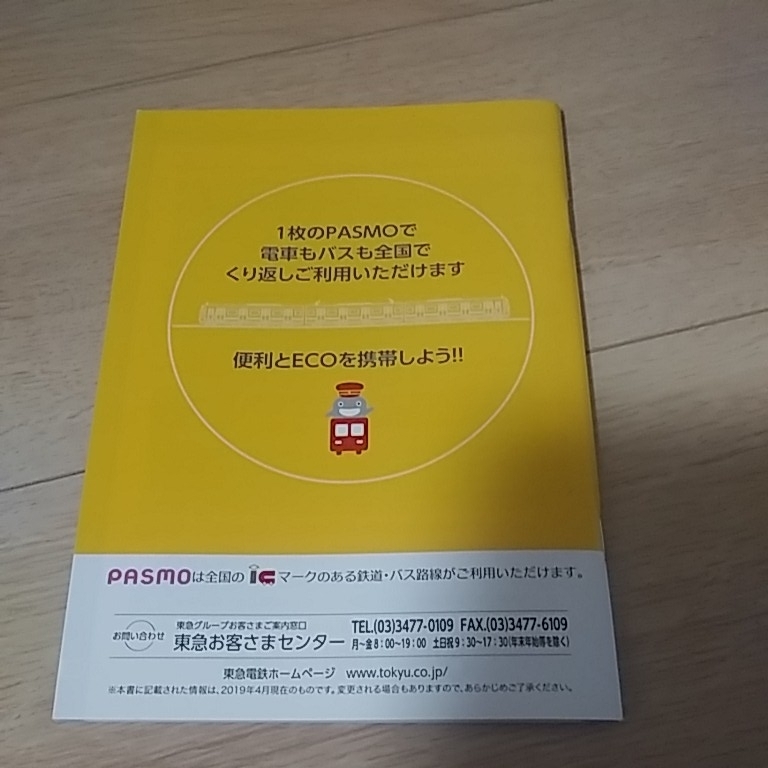 1枚のPASMOで
電車もバスも全国で
くり返しご利用いただけます
便利とECOを携帯しよう!!
PASMOは全国のICマークのある鉄道・バス路線がご利用いただけます。
お問い合わせ
東急グループお客さまご案内窓口
東急お客さまセンター
TEL.(03)3477-0109 FAX.(03)3477-6109
月~金8:00~19:00 土日祝9:30~17:30(年末年始等を除く)
東急電鉄ホームページ www.tokyu.co.jp/
※本書に記載された情報は、2019年4月現在のものです。変更される場合もありますので、あらかじめご了承ください。